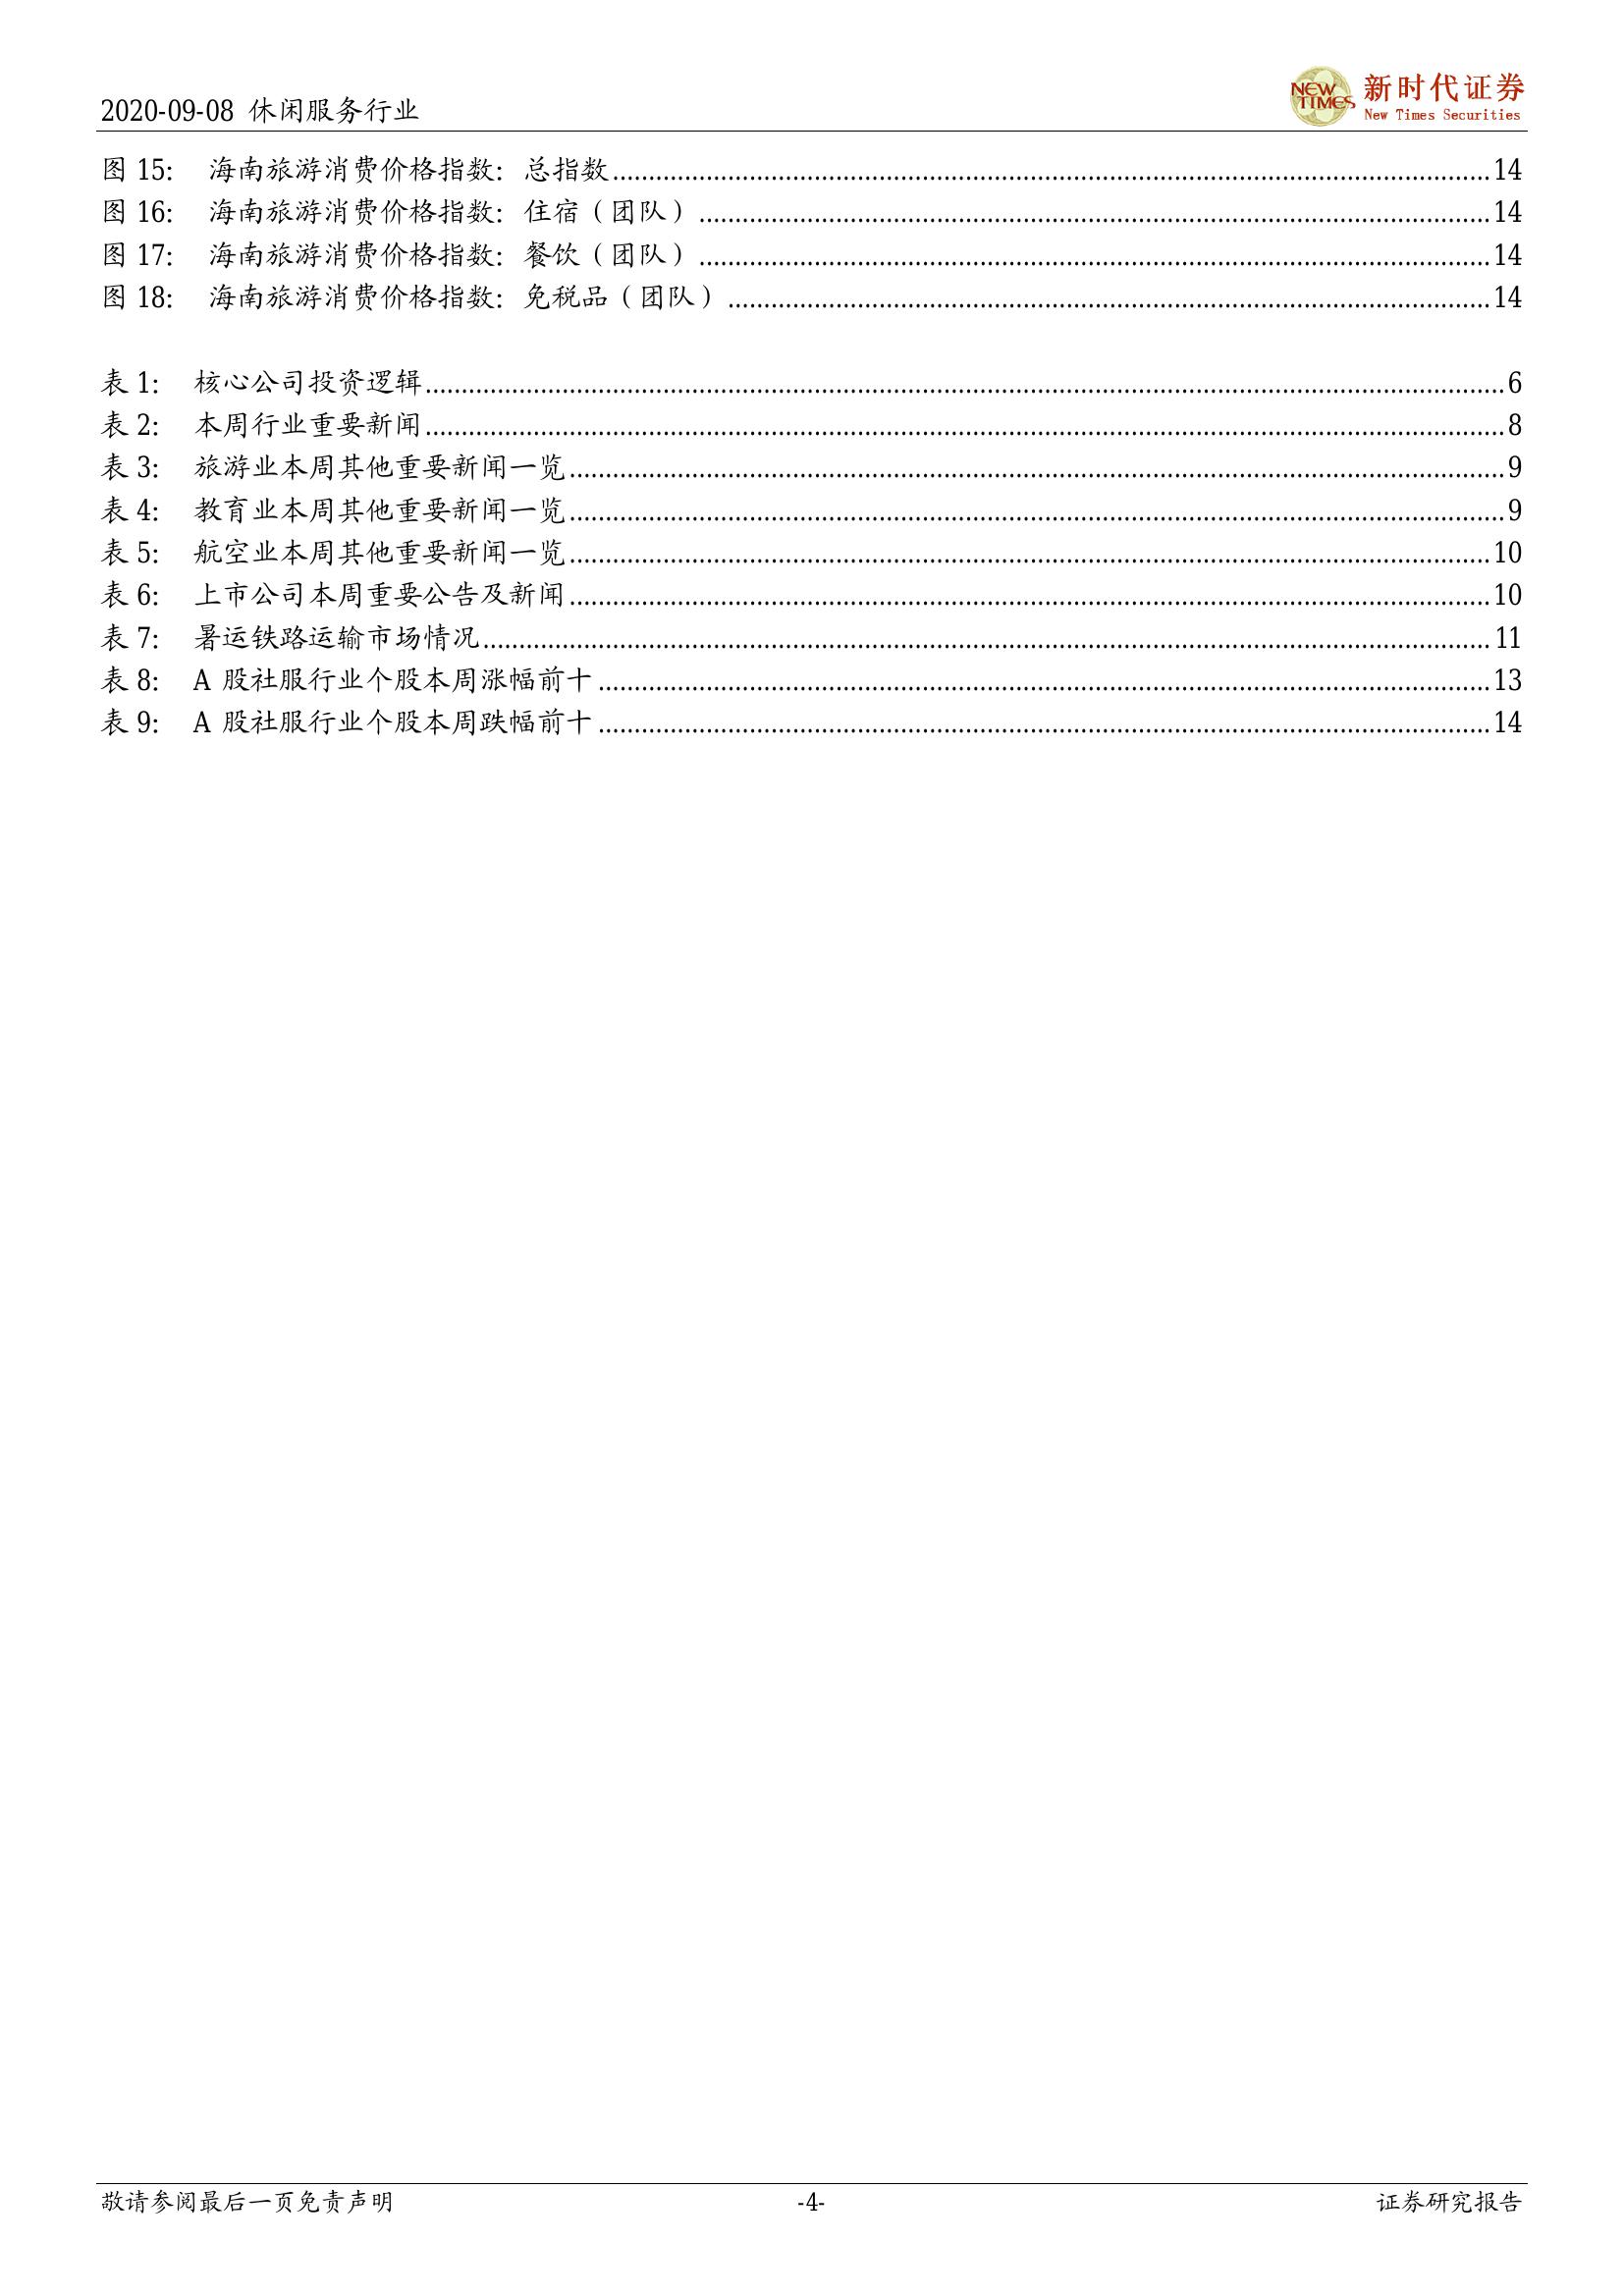 2020-09-08 休闲服务行业
NEW TIMES 新时代证券
New Times Securities
图 15: 海南旅游消费价格指数: 总指数 14
图 16: 海南旅游消费价格指数: 住宿（团队） 14
图 17: 海南旅游消费价格指数: 餐饮（团队） 14
图 18: 海南旅游消费价格指数: 免税品（团队） 14
表 1: 核心公司投资逻辑 6
表 2: 本周行业重要新闻 8
表 3: 旅游业本周其他重要新闻一览 9
表 4: 教育业本周其他重要新闻一览 9
表 5: 航空业本周其他重要新闻一览 10
表 6: 上市公司本周重要公告及新闻 10
表 7: 暑运铁路运输市场情况 11
表 8: A 股社服行业个股本周涨幅前十 13
表 9: A 股社服行业个股本周跌幅前十 14
敬请参阅最后一页免责声明 -4- 证券研究报告